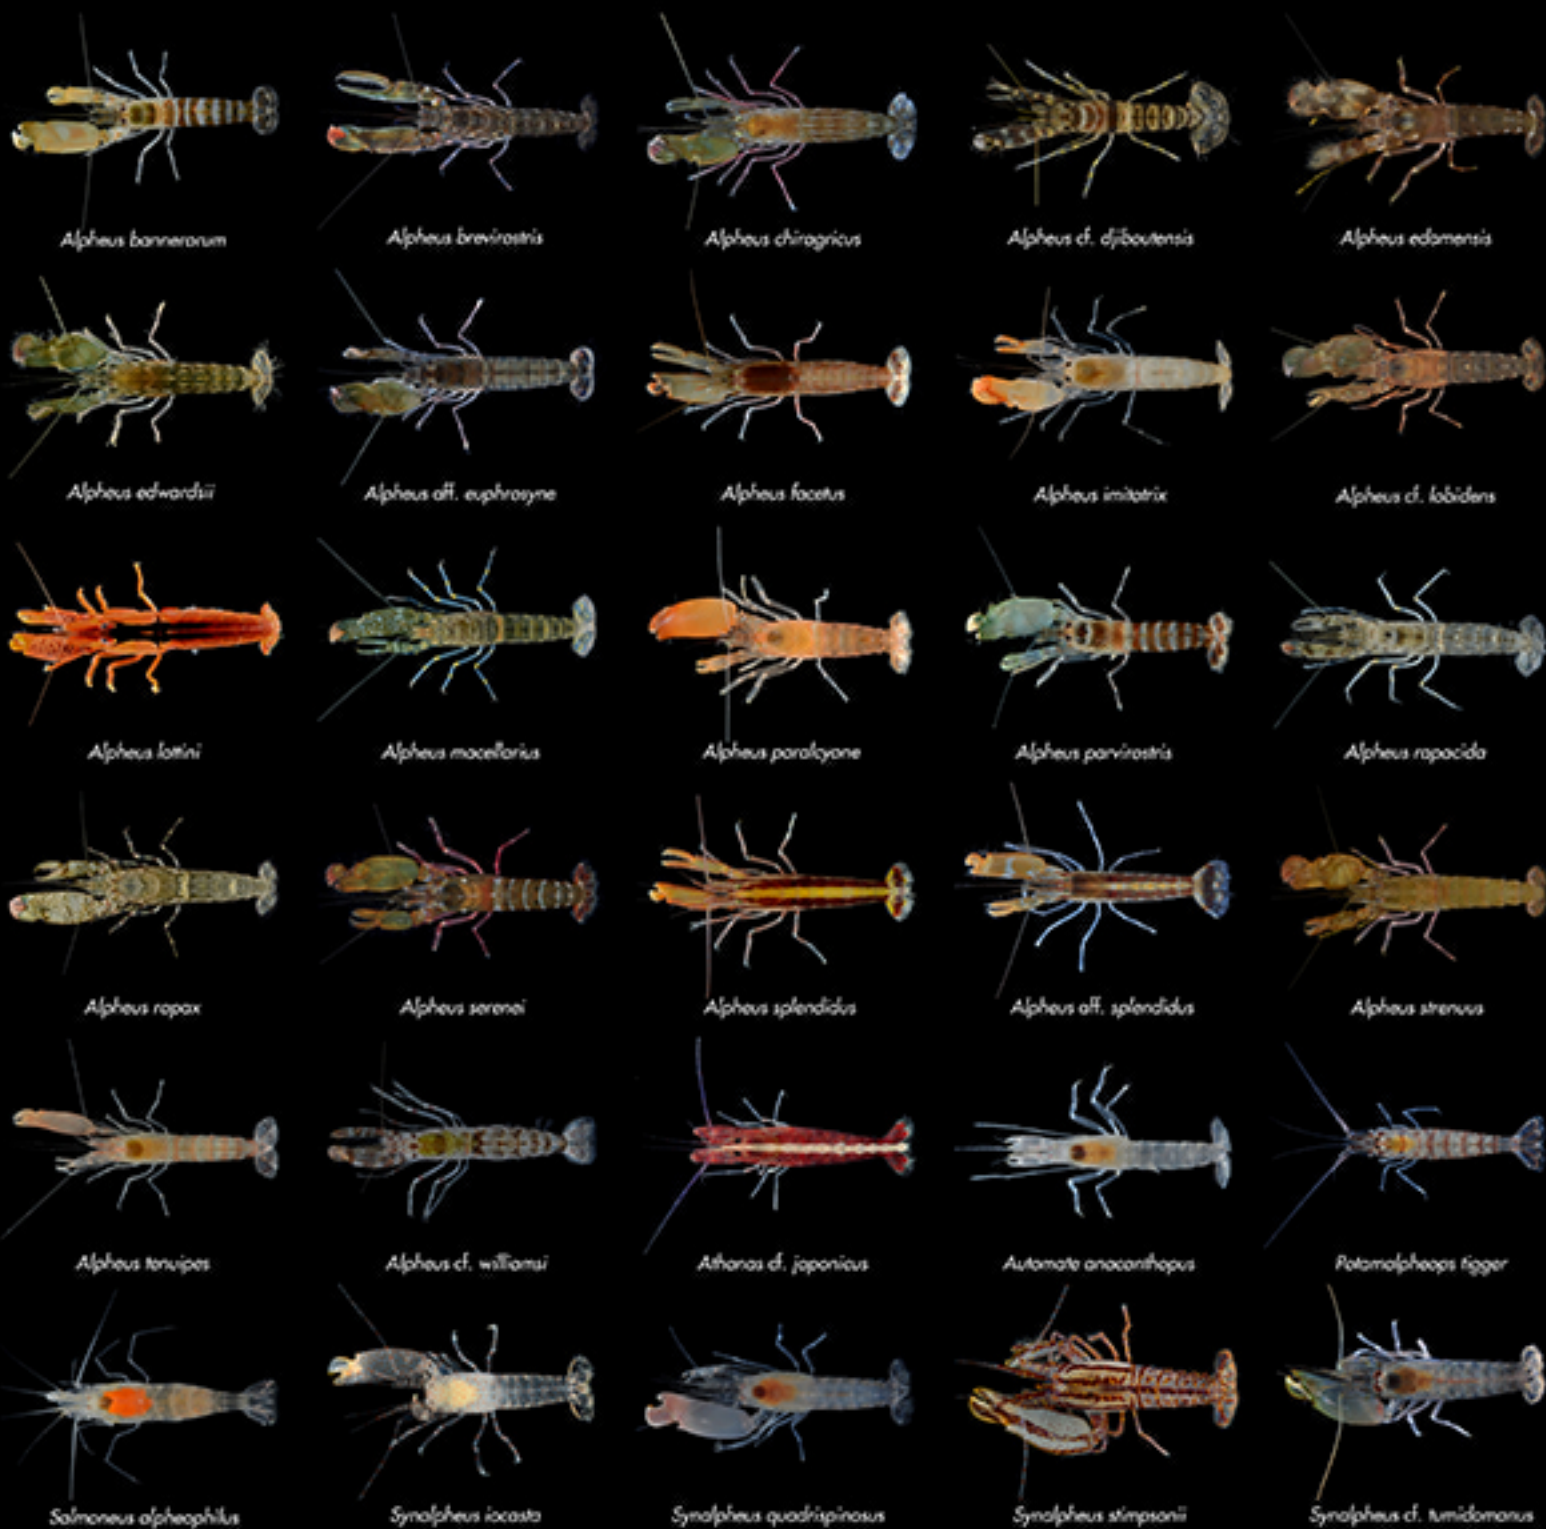 Alpheus bannerorum
Alpheus brevirostris
Alpheus chiragricus
Alpheus cf. djiboutensis
Alpheus edamensis
Alpheus edwardsii
Alpheus aff. euphrosyne
Alpheus facetus
Alpheus imitatrix
Alpheus cf. lobidens
Alpheus lottini
Alpheus macellarius
Alpheus paralcyone
Alpheus parvirostris
Alpheus rapacida
Alpheus rapax
Alpheus serenei
Alpheus splendidus
Alpheus aff. splendidus
Alpheus strenuus
Alpheus tenuipes
Alpheus cf. williamsi
Athanas cf. japonicus
Automate anacanthopus
Potamalpheops tigger
Salmoneus alpheophilus
Synalpheus iocasta
Synalpheus quadrispinosus
Synalpheus stimpsonii
Synalpheus cf. tumidomanus